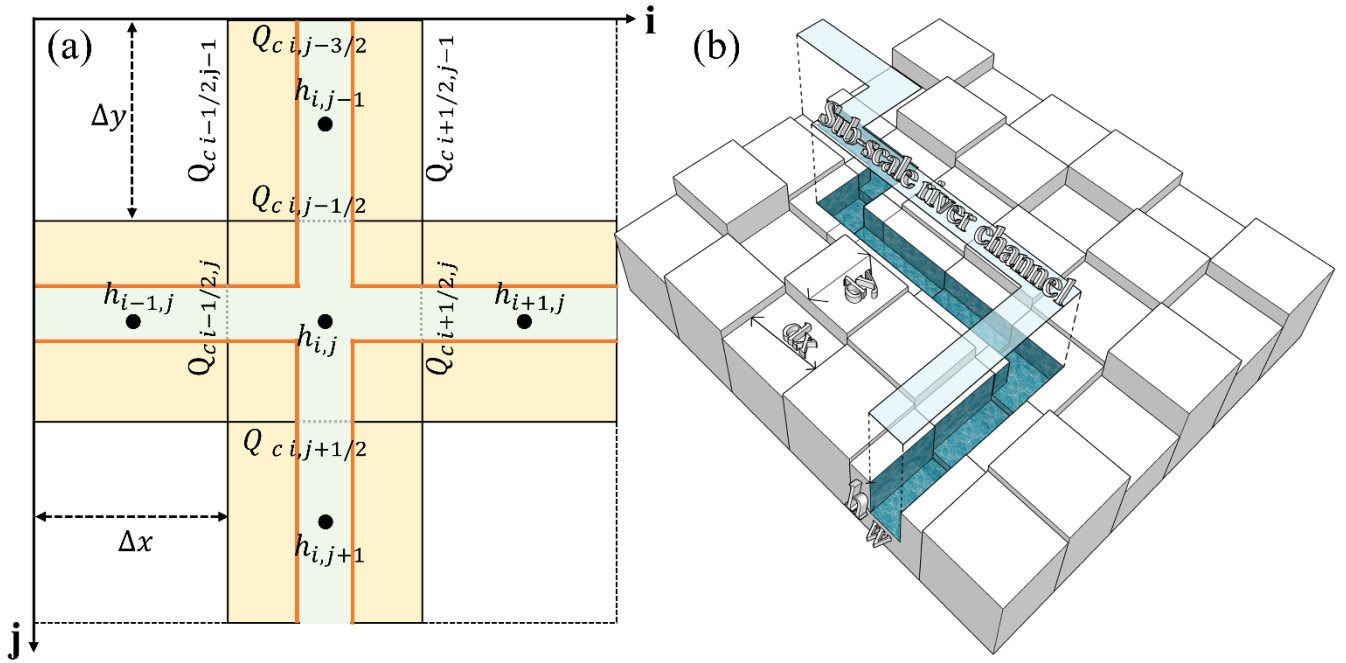 (a)
i
Q_{c i,j−3/2}
Q_{c i−1/2,j−1}
Q_{c i+1/2,j−1}
h_{i,j−1}
Δy
Q_{c i,j−1/2}
Q_{c i−1/2,j}
Q_{c i+1/2,j}
h_{i−1,j}
h_{i,j}
h_{i+1,j}
Q_{c i,j+1/2}
Δx
h_{i,j+1}
j
(b)
Sub-scale river channel
dy
dx
h
w